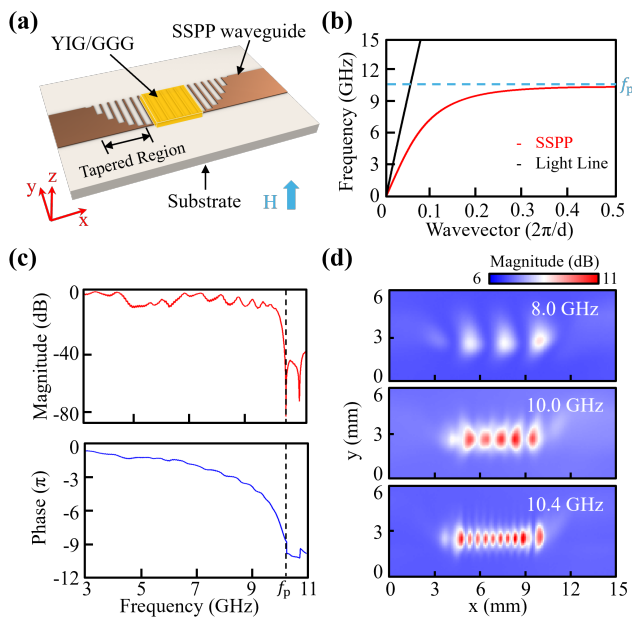 (a)
YIG/GGG
SSPP waveguide
Tapered Region
Substrate
H
y
z
x
(b)
Frequency (GHz)
15
12
9
6
3
0
f_p
SSPP
Light Line
0
0.1
0.2
0.3
0.4
0.5
Wavevector (2π/d)
(c)
Magnitude (dB)
0
-40
-80
Phase (π)
0
-3
-6
-9
-12
3
5
7
9
f_p
11
Frequency (GHz)
(d)
Magnitude (dB)
6
11
8.0 GHz
6
3
0
10.0 GHz
6
3
0
10.4 GHz
6
3
0
y (mm)
0
3
6
9
12
15
x (mm)